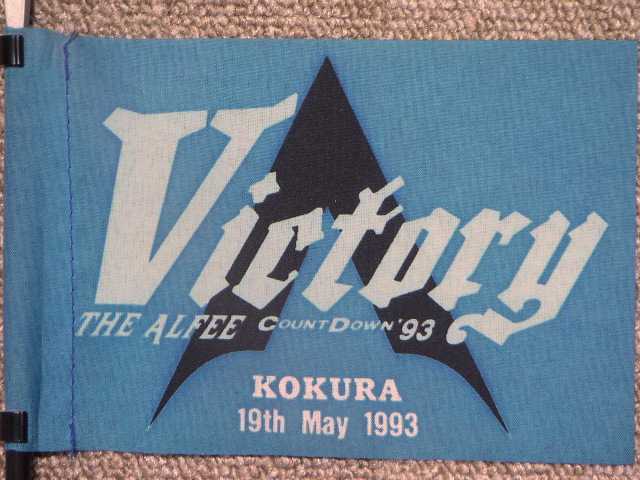 Victory
THE ALFEE COUNTDOWN '93
KOKURA
19th May 1993